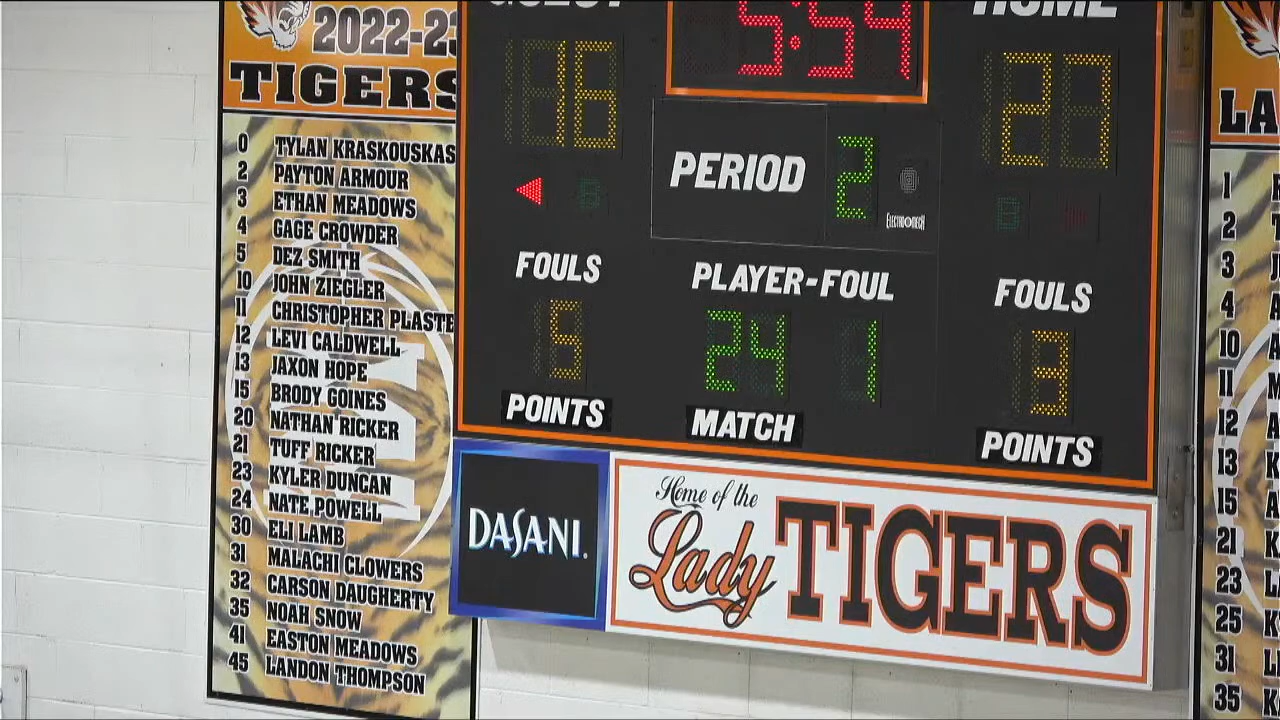 2022-23
TIGERS
0 TYLAN KRASKOUSKAS
2 PAYTON ARMOUR
3 ETHAN MEADOWS
4 GAGE CROWDER
5 DEZ SMITH
10 JOHN ZIEGLER
11 CHRISTOPHER PLASTE
12 LEVI CALDWELL
13 JAXON HOPE
15 BRODY GOINES
20 NATHAN RICKER
21 TUFF RICKER
23 KYLER DUNCAN
24 NATE POWELL
30 ELI LAMB
31 MALACHI CLOWERS
32 CARSON DAUGHERTY
35 NOAH SNOW
41 EASTON MEADOWS
45 LANDON THOMPSON
GUEST 5:54 HOME
16 27
PERIOD 2
ELECTRO-MECH
FOULS PLAYER-FOUL FOULS
5 24 1 3
POINTS MATCH POINTS
DASANI.
Home of the
Lady TIGERS
LA
1
2
3
4
10
11
12
13
15
21
23
25
31
35